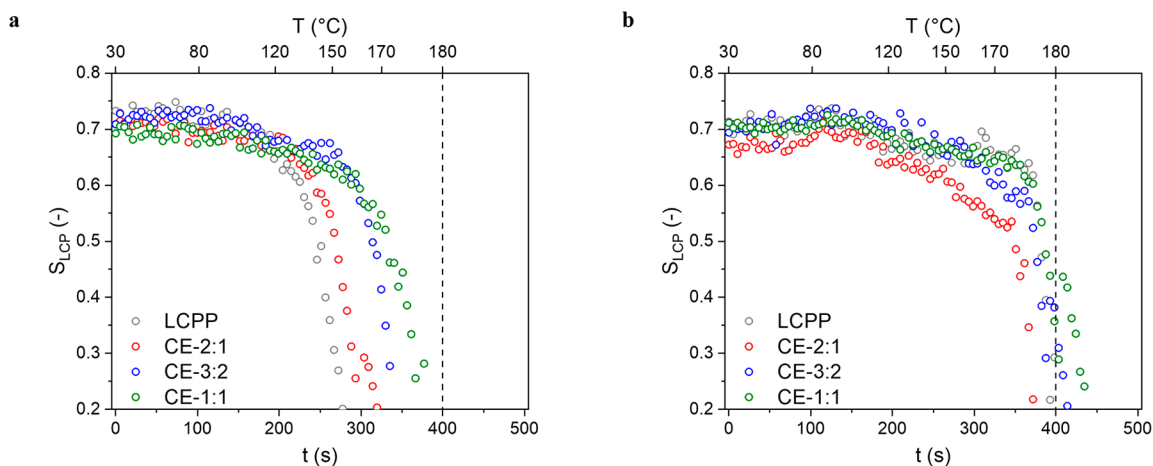 a
T (°C)
30 80 120 150 170 180
0.8
0.7
0.6
0.5
0.4
0.3
0.2
S_LCP (-)
LCPP
CE-2:1
CE-3:2
CE-1:1
0 100 200 300 400 500
t (s)
b
T (°C)
30 80 120 150 170 180
0.8
0.7
0.6
0.5
0.4
0.3
0.2
S_LCP (-)
LCPP
CE-2:1
CE-3:2
CE-1:1
0 100 200 300 400 500
t (s)